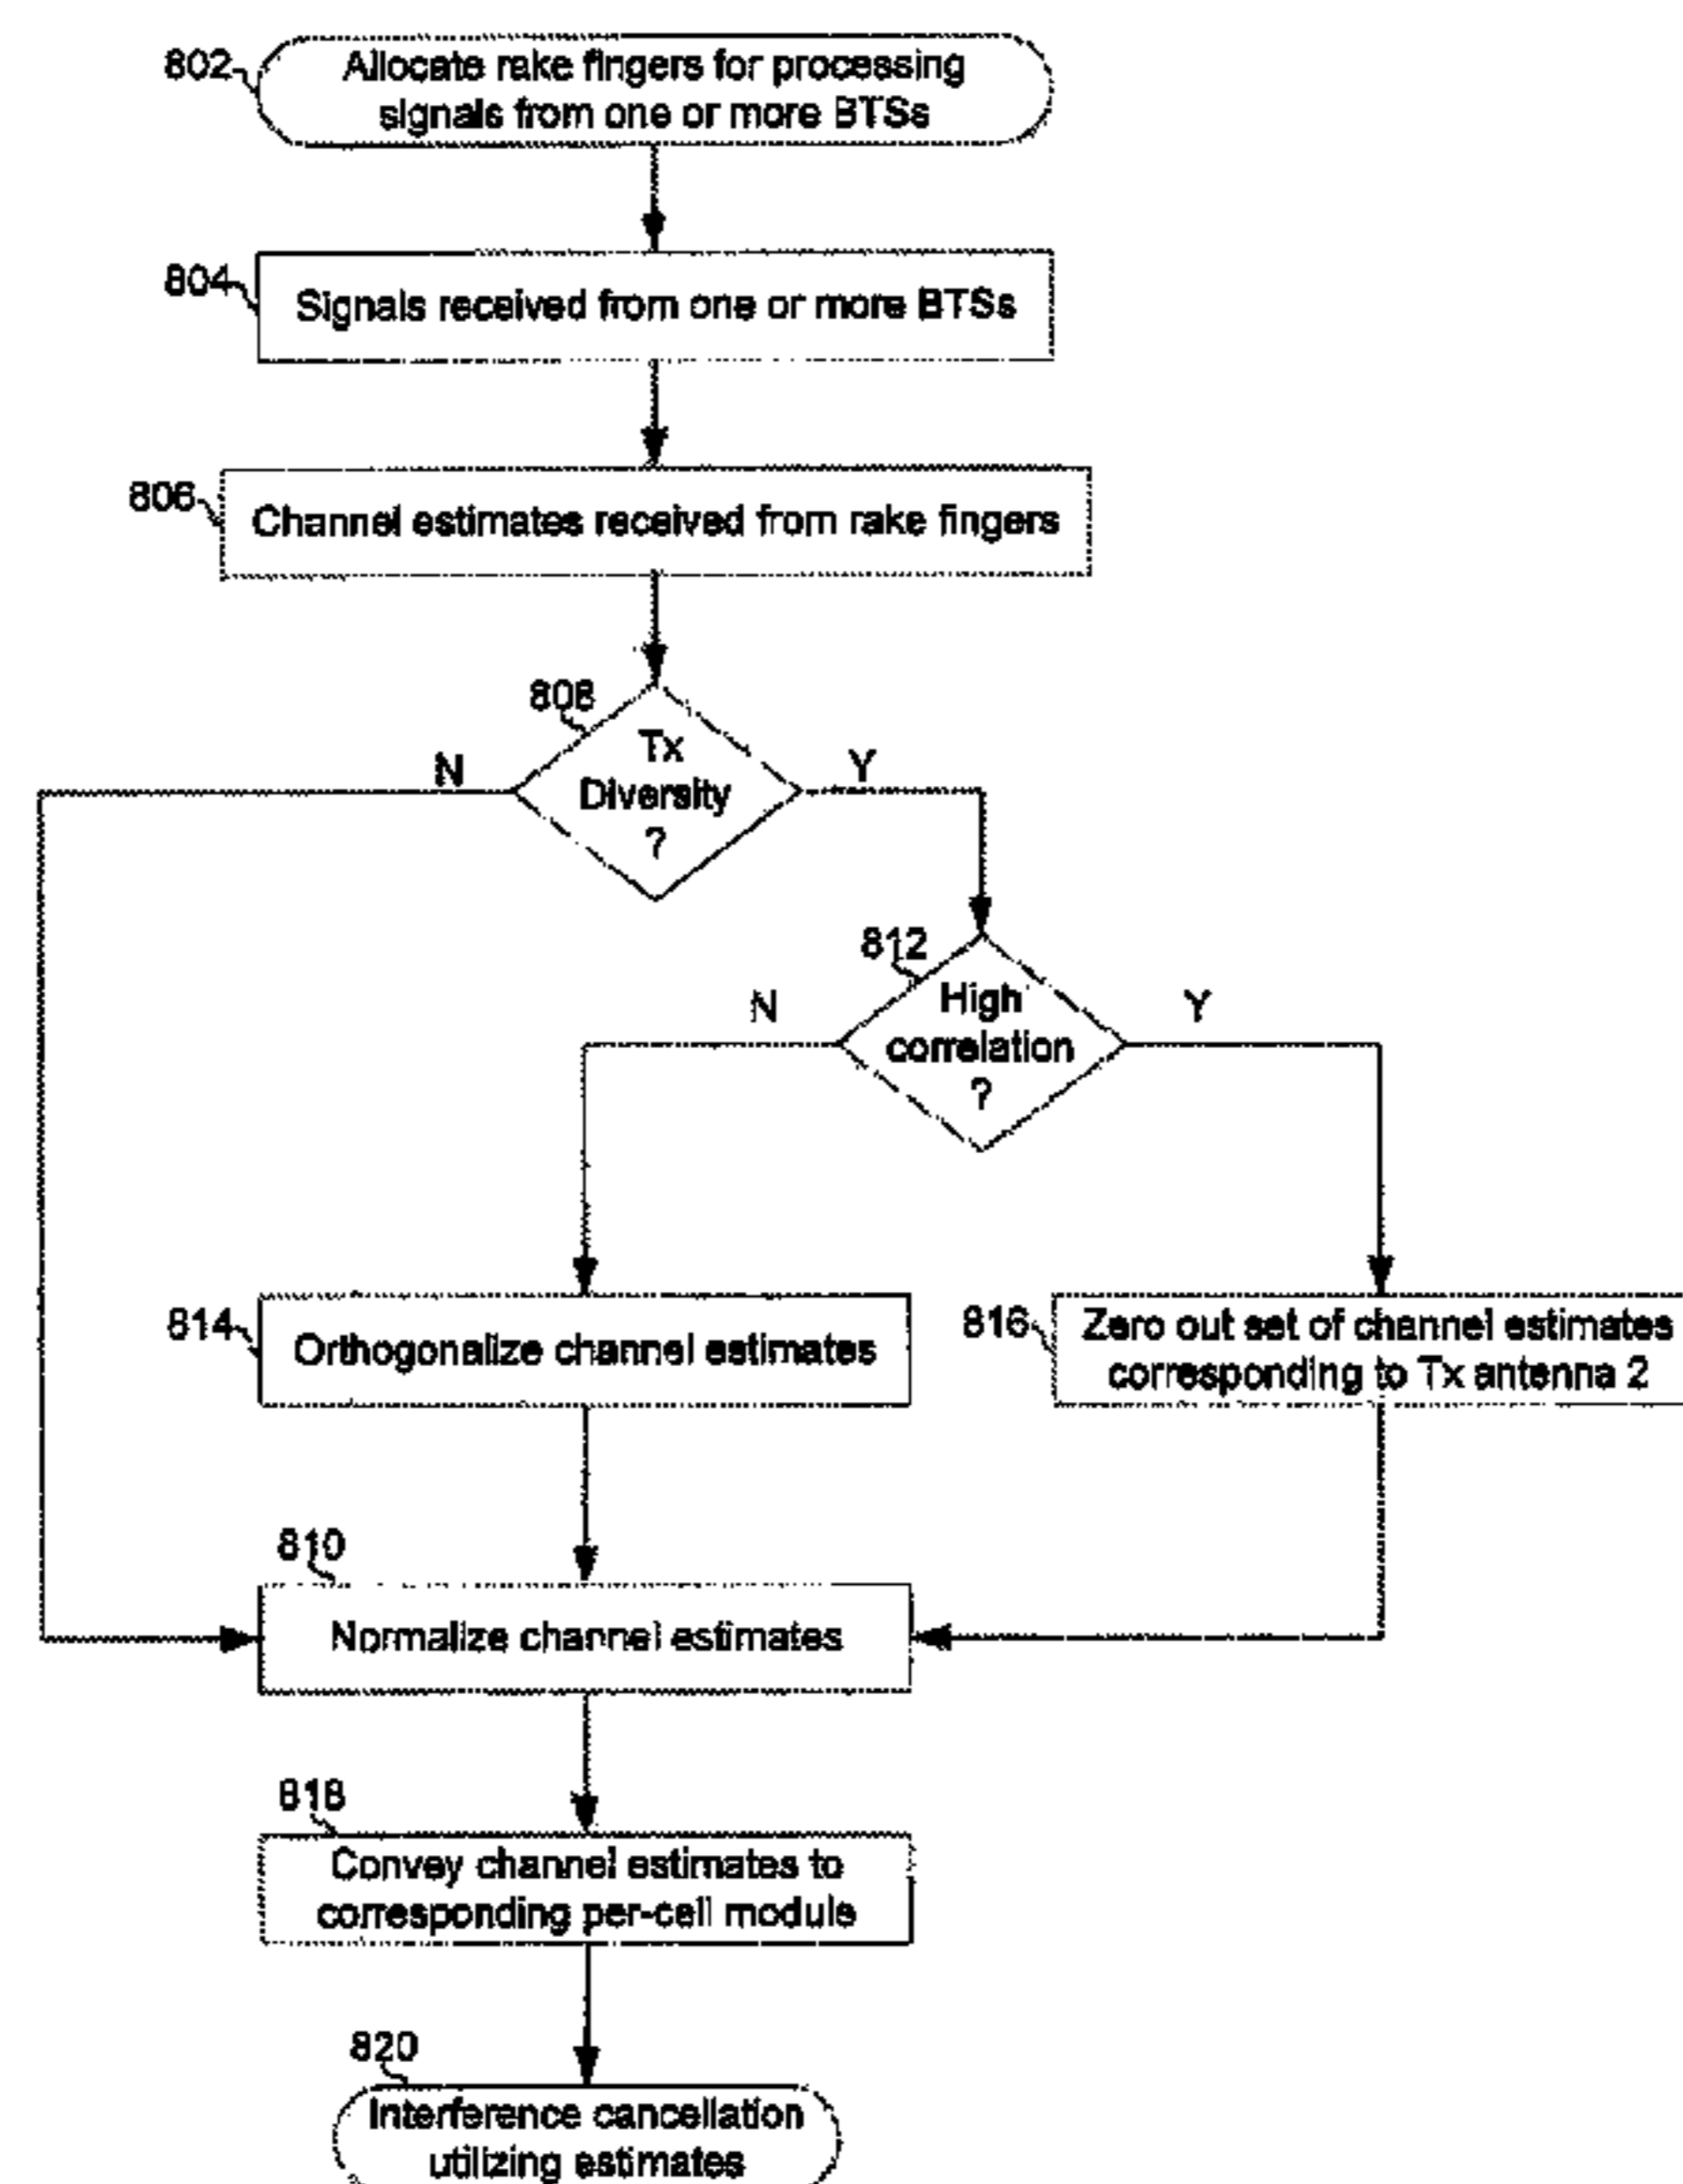 802
Allocate rake fingers for processing
signals from one or more BTSs
804
Signals received from one or more BTSs
806
Channel estimates received from rake fingers
808
Tx
Diversity
?
N
Y
812
High
correlation
?
N
Y
814
Orthogonalize channel estimates
816
Zero out set of channel estimates
corresponding to Tx antenna 2
810
Normalize channel estimates
818
Convey channel estimates to
corresponding per-cell module
820
Interference cancellation
utilizing estimates